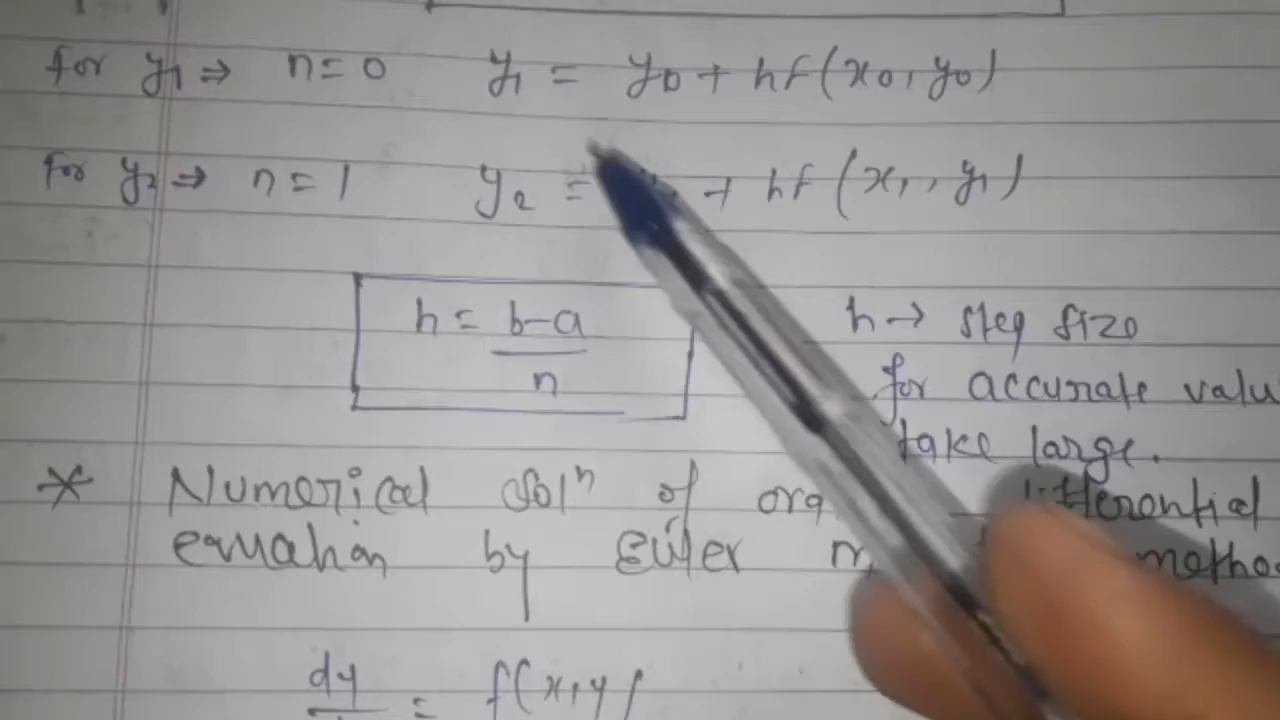 for y₁ ⇒ n = 0 y₁ = y₀ + hf(x₀, y₀)
for y₂ ⇒ n = 1 y₂ = + hf(x₁, y₁)
h = b-a
n
h → step size
for accurate valu
take large.
* Numerical solⁿ of differential
equation by Euler metho
dy = f(x, y)